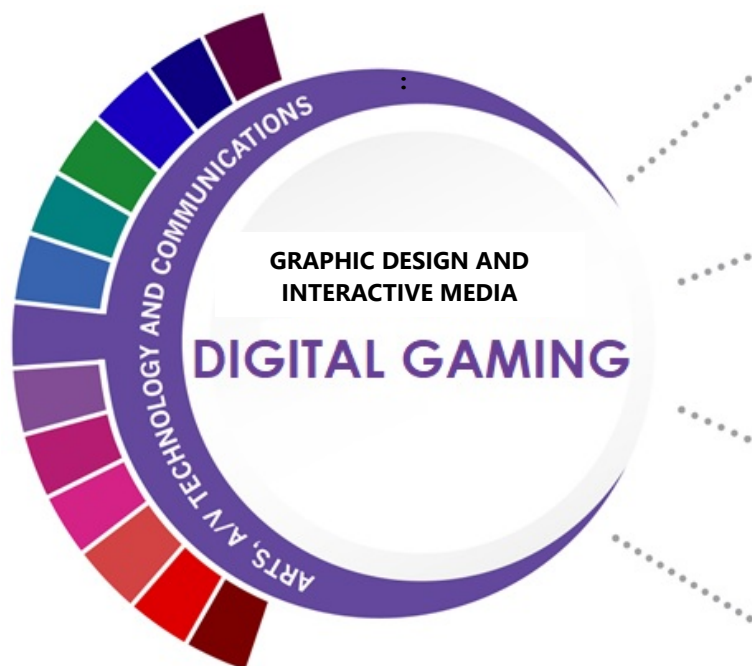 ARTS, A/V TECHNOLOGY AND COMMUNICATIONS
:
GRAPHIC DESIGN AND
INTERACTIVE MEDIA
DIGITAL GAMING